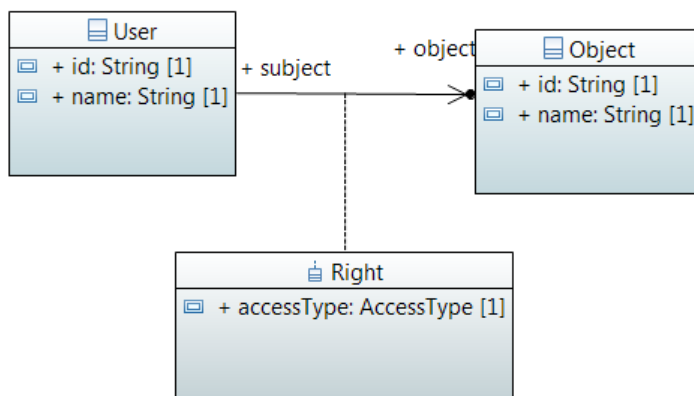 User
+ id: String [1]
+ name: String [1]
+ subject
+ object
Object
+ id: String [1]
+ name: String [1]
Right
+ accessType: AccessType [1]